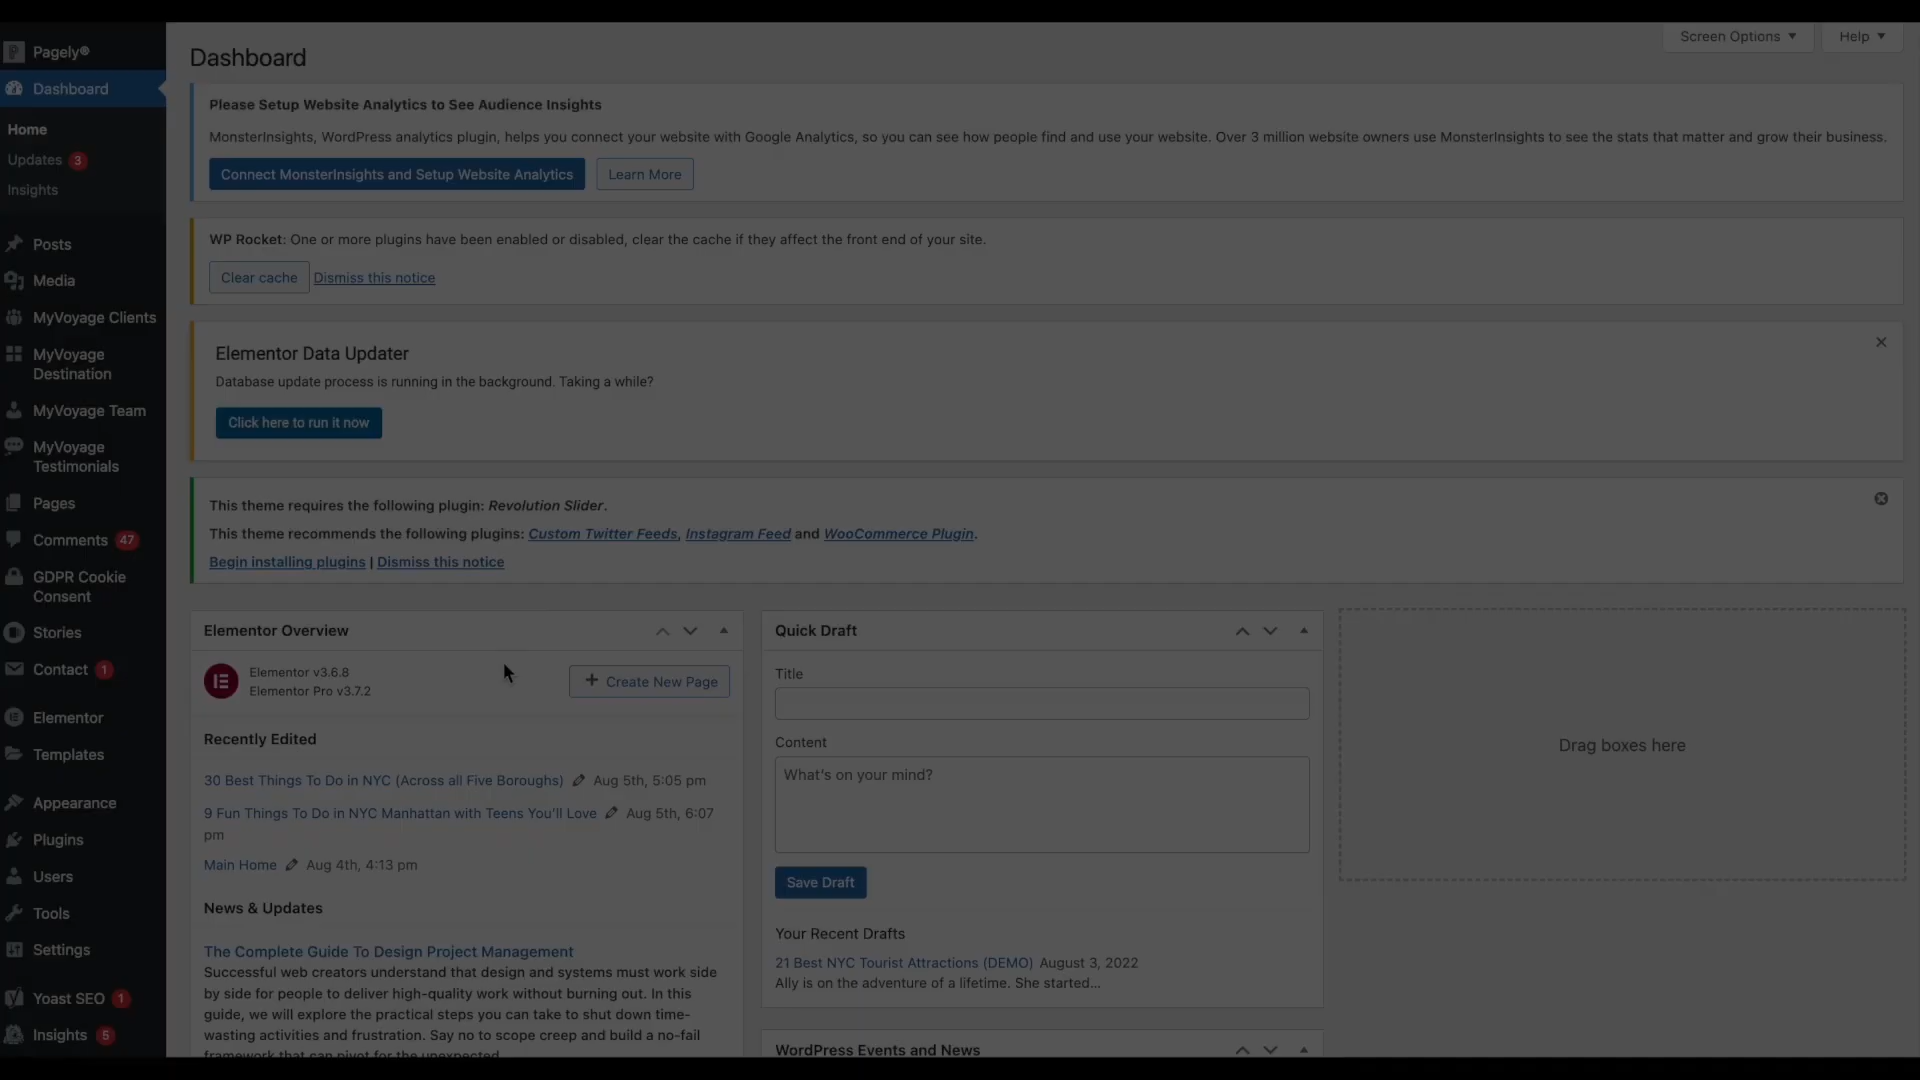 Screen Options
Help
Pagely®
Dashboard
Home
Updates 3
Insights
Posts
Media
MyVoyage Clients
MyVoyage
Destination
MyVoyage Team
MyVoyage
Testimonials
Pages
Comments 47
GDPR Cookie
Consent
Stories
Contact 1
Elementor
Templates
Appearance
Plugins
Users
Tools
Settings
Yoast SEO 1
Insights 5
Dashboard
Please Setup Website Analytics to See Audience Insights
MonsterInsights, WordPress analytics plugin, helps you connect your website with Google Analytics, so you can see how people find and use your website. Over 3 million website owners use MonsterInsights to see the stats that matter and grow their business.
Connect MonsterInsights and Setup Website Analytics
Learn More
WP Rocket: One or more plugins have been enabled or disabled, clear the cache if they affect the front end of your site.
Clear cache Dismiss this notice
Elementor Data Updater
Database update process is running in the background. Taking a while?
Click here to run it now
This theme requires the following plugin: Revolution Slider.
This theme recommends the following plugins: Custom Twitter Feeds, Instagram Feed and WooCommerce Plugin.
Begin installing plugins | Dismiss this notice
Elementor Overview
Elementor v3.6.8
Elementor Pro v3.7.2
+ Create New Page
Recently Edited
30 Best Things To Do in NYC (Across all Five Boroughs) Aug 5th, 5:05 pm
9 Fun Things To Do in NYC Manhattan with Teens You'll Love Aug 5th, 6:07
pm
Main Home Aug 4th, 4:13 pm
News & Updates
The Complete Guide To Design Project Management
Successful web creators understand that design and systems must work side
by side for people to deliver high-quality work without burning out. In this
guide, we will explore the practical steps you can take to shut down time-
wasting activities and frustration. Say no to scope creep and build a no-fail
framework that can pivot for the unexpected.
Quick Draft
Title
Content
What's on your mind?
Save Draft
Your Recent Drafts
21 Best NYC Tourist Attractions (DEMO) August 3, 2022
Ally is on the adventure of a lifetime. She started…
WordPress Events and News
Drag boxes here